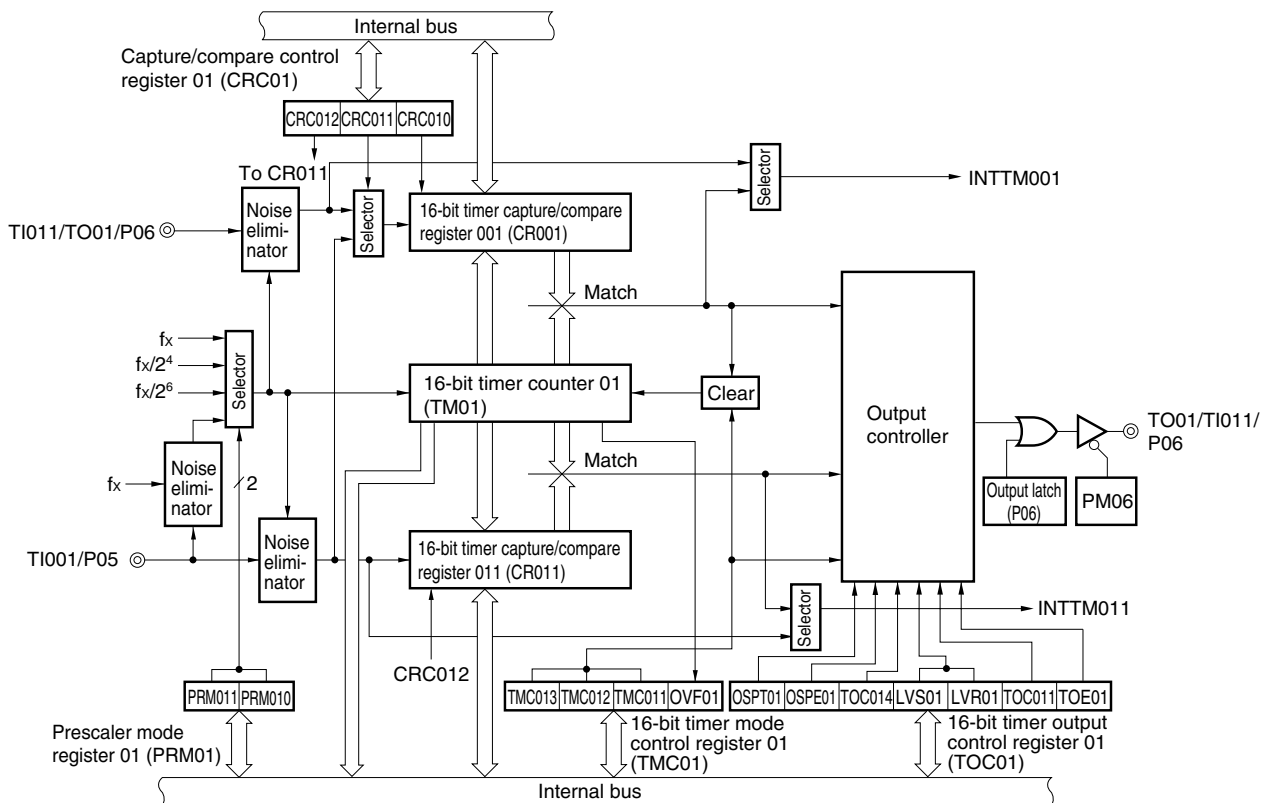 Internal bus
Capture/compare control
register 01 (CRC01)
CRC012 CRC011 CRC010
To CR011
TI011/TO01/P06
Noise
elimi-
nator
Selector
16-bit timer capture/compare
register 001 (CR001)
Selector
INTTM001
Match
fx
fx/2⁴
fx/2⁶
Selector
16-bit timer counter 01
(TM01)
Clear
Output
controller
TO01/TI011/
P06
Match
fx
Noise
elimi-
nator
2
Output latch
(P06)
PM06
TI001/P05
Noise
elimi-
nator
16-bit timer capture/compare
register 011 (CR011)
Selector
INTTM011
CRC012
PRM011 PRM010
TMC013 TMC012 TMC011 OVF01
OSPT01 OSPE01 TOC014 LVS01 LVR01 TOC011 TOE01
Prescaler mode
register 01 (PRM01)
16-bit timer mode
control register 01
(TMC01)
16-bit timer output
control register 01
(TOC01)
Internal bus